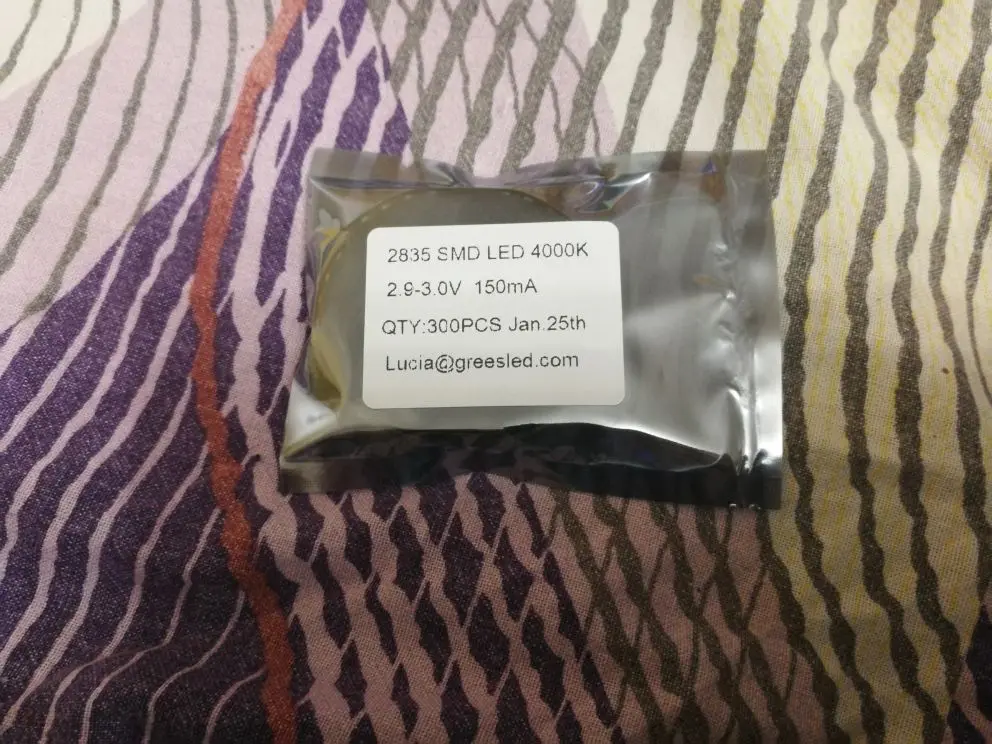 2835 SMD LED 4000K
2.9-3.0V 150mA
QTY:300PCS Jan.25th
Lucia@greesled.com